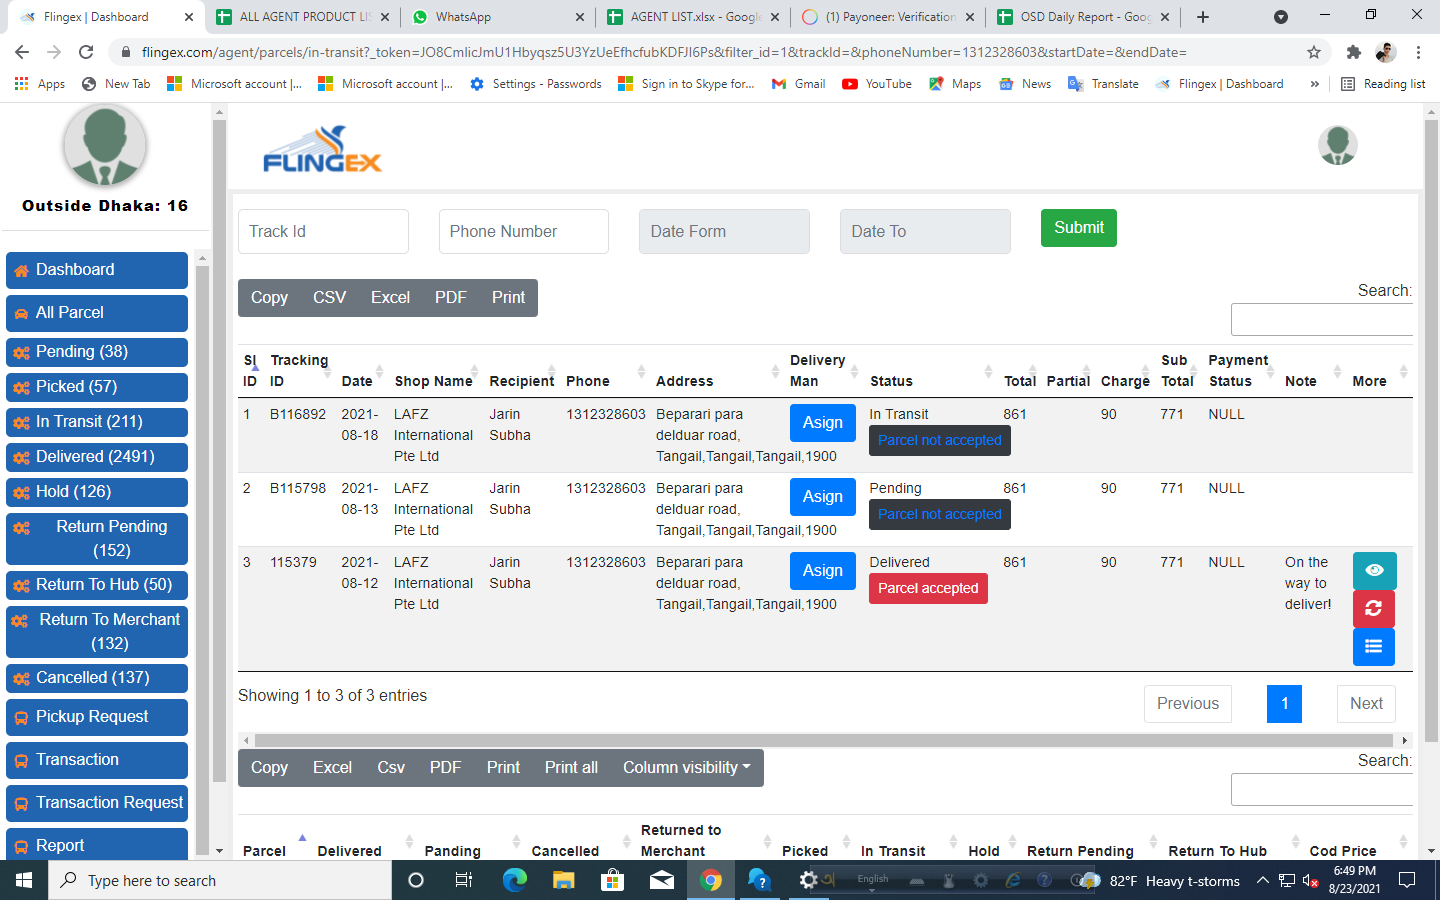 Flingex | Dashboard
ALL AGENT PRODUCT LIS
WhatsApp
AGENT LIST.xlsx - Google
(1) Payoneer: Verification
OSD Daily Report - Goog
flingex.com/agent/parcels/in-transit?_token=JO8CmlicJmU1Hbyqsz5U3YzUeEfhcfubKDFJI6Ps&filter_id=1&trackId=&phoneNumber=1312328603&startDate=&endDate=
Apps
New Tab
Microsoft account |...
Microsoft account |...
Settings - Passwords
Sign in to Skype for...
Gmail
YouTube
Maps
News
Translate
Flingex | Dashboard
»
Reading list
Outside Dhaka: 16
FLINGEX
Dashboard
All Parcel
Pending (38)
Picked (57)
In Transit (211)
Delivered (2491)
Hold (126)
Return Pending
(152)
Return To Hub (50)
Return To Merchant
(132)
Cancelled (137)
Pickup Request
Transaction
Transaction Request
Report
Track Id
Phone Number
Date Form
Date To
Submit
Copy CSV Excel PDF Print
Search:
Sl ID Tracking ID Date Shop Name Recipient Phone Address Delivery Man Status Total Partial Charge Sub Total Payment Status Note More
1 B116892 2021-08-18 LAFZ International Pte Ltd Jarin Subha 1312328603 Beparari para delduar road, Tangail,Tangail,Tangail,1900 Asign In Transit Parcel not accepted 861 90 771 NULL
2 B115798 2021-08-13 LAFZ International Pte Ltd Jarin Subha 1312328603 Beparari para delduar road, Tangail,Tangail,Tangail,1900 Asign Pending Parcel not accepted 861 90 771 NULL
3 115379 2021-08-12 LAFZ International Pte Ltd Jarin Subha 1312328603 Beparari para delduar road, Tangail,Tangail,Tangail,1900 Asign Delivered Parcel accepted 861 90 771 NULL On the way to deliver!
Showing 1 to 3 of 3 entries
Previous 1 Next
Copy Excel Csv PDF Print Print all Column visibility
Search:
Parcel Delivered Panding Cancelled Returned to Merchant Picked In Transit Hold Return Pending Return To Hub Cod Price
Type here to search
English
82°F Heavy t-storms
6:49 PM
8/23/2021